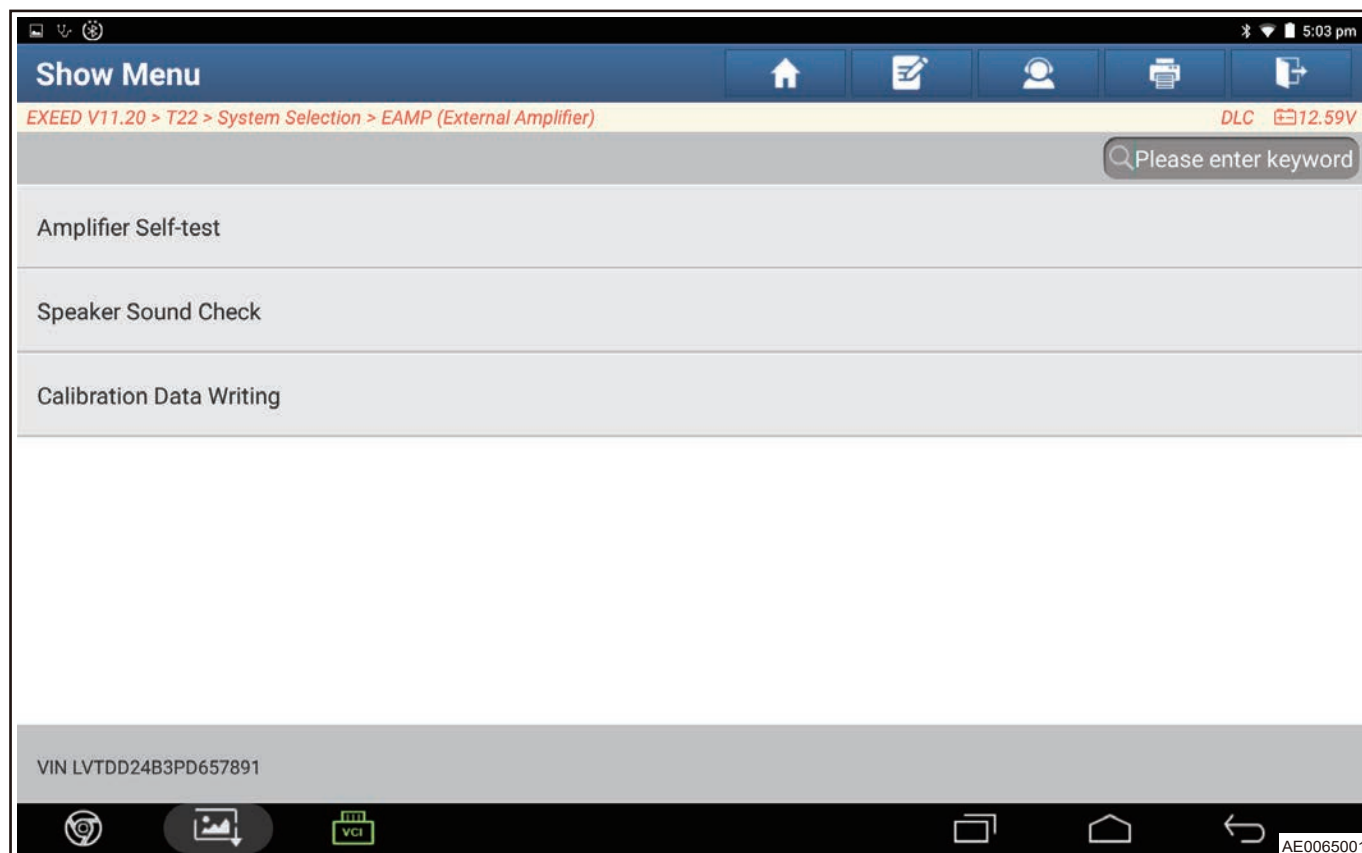 5:03 pm
Show Menu
EXEED V11.20 > T22 > System Selection > EAMP (External Amplifier)
DLC 12.59V
Please enter keyword
Amplifier Self-test
Speaker Sound Check
Calibration Data Writing
VIN LVTDD24B3PD657891
VCI
AE0065001